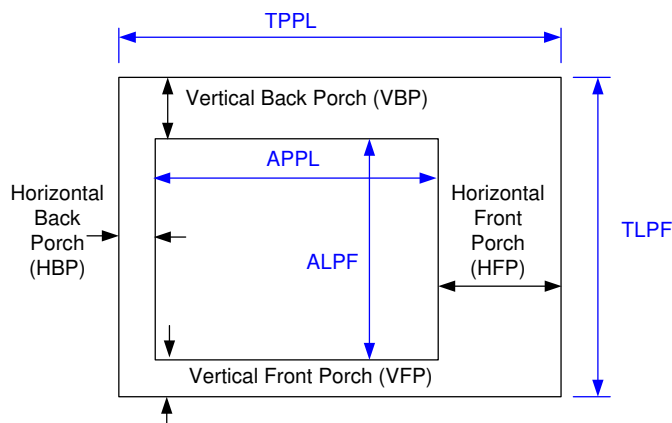 TPPL
Vertical Back Porch (VBP)
APPL
Horizontal
Back
Porch
(HBP)
Horizontal
Front
Porch
(HFP)
TLPF
ALPF
Vertical Front Porch (VFP)